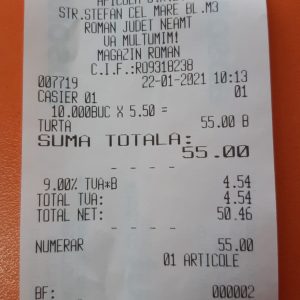 STR.STEFAN CEL MARE BL.M3
ROMAN JUDET NEAMT
VA MULTUMIM!
MAGAZIN ROMAN
C.I.F.:RO9318238
007719 22-01-2021 10:13
CASIER 01 01
10.000BUC X 5.50 =
TURTA 55.00 B
SUMA TOTALA:
55.00
- - - -
9.00% TVA*B 4.54
TOTAL TVA: 4.54
TOTAL NET: 50.46
- - - -
NUMERAR 55.00
01 ARTICOLE
BF: 000002